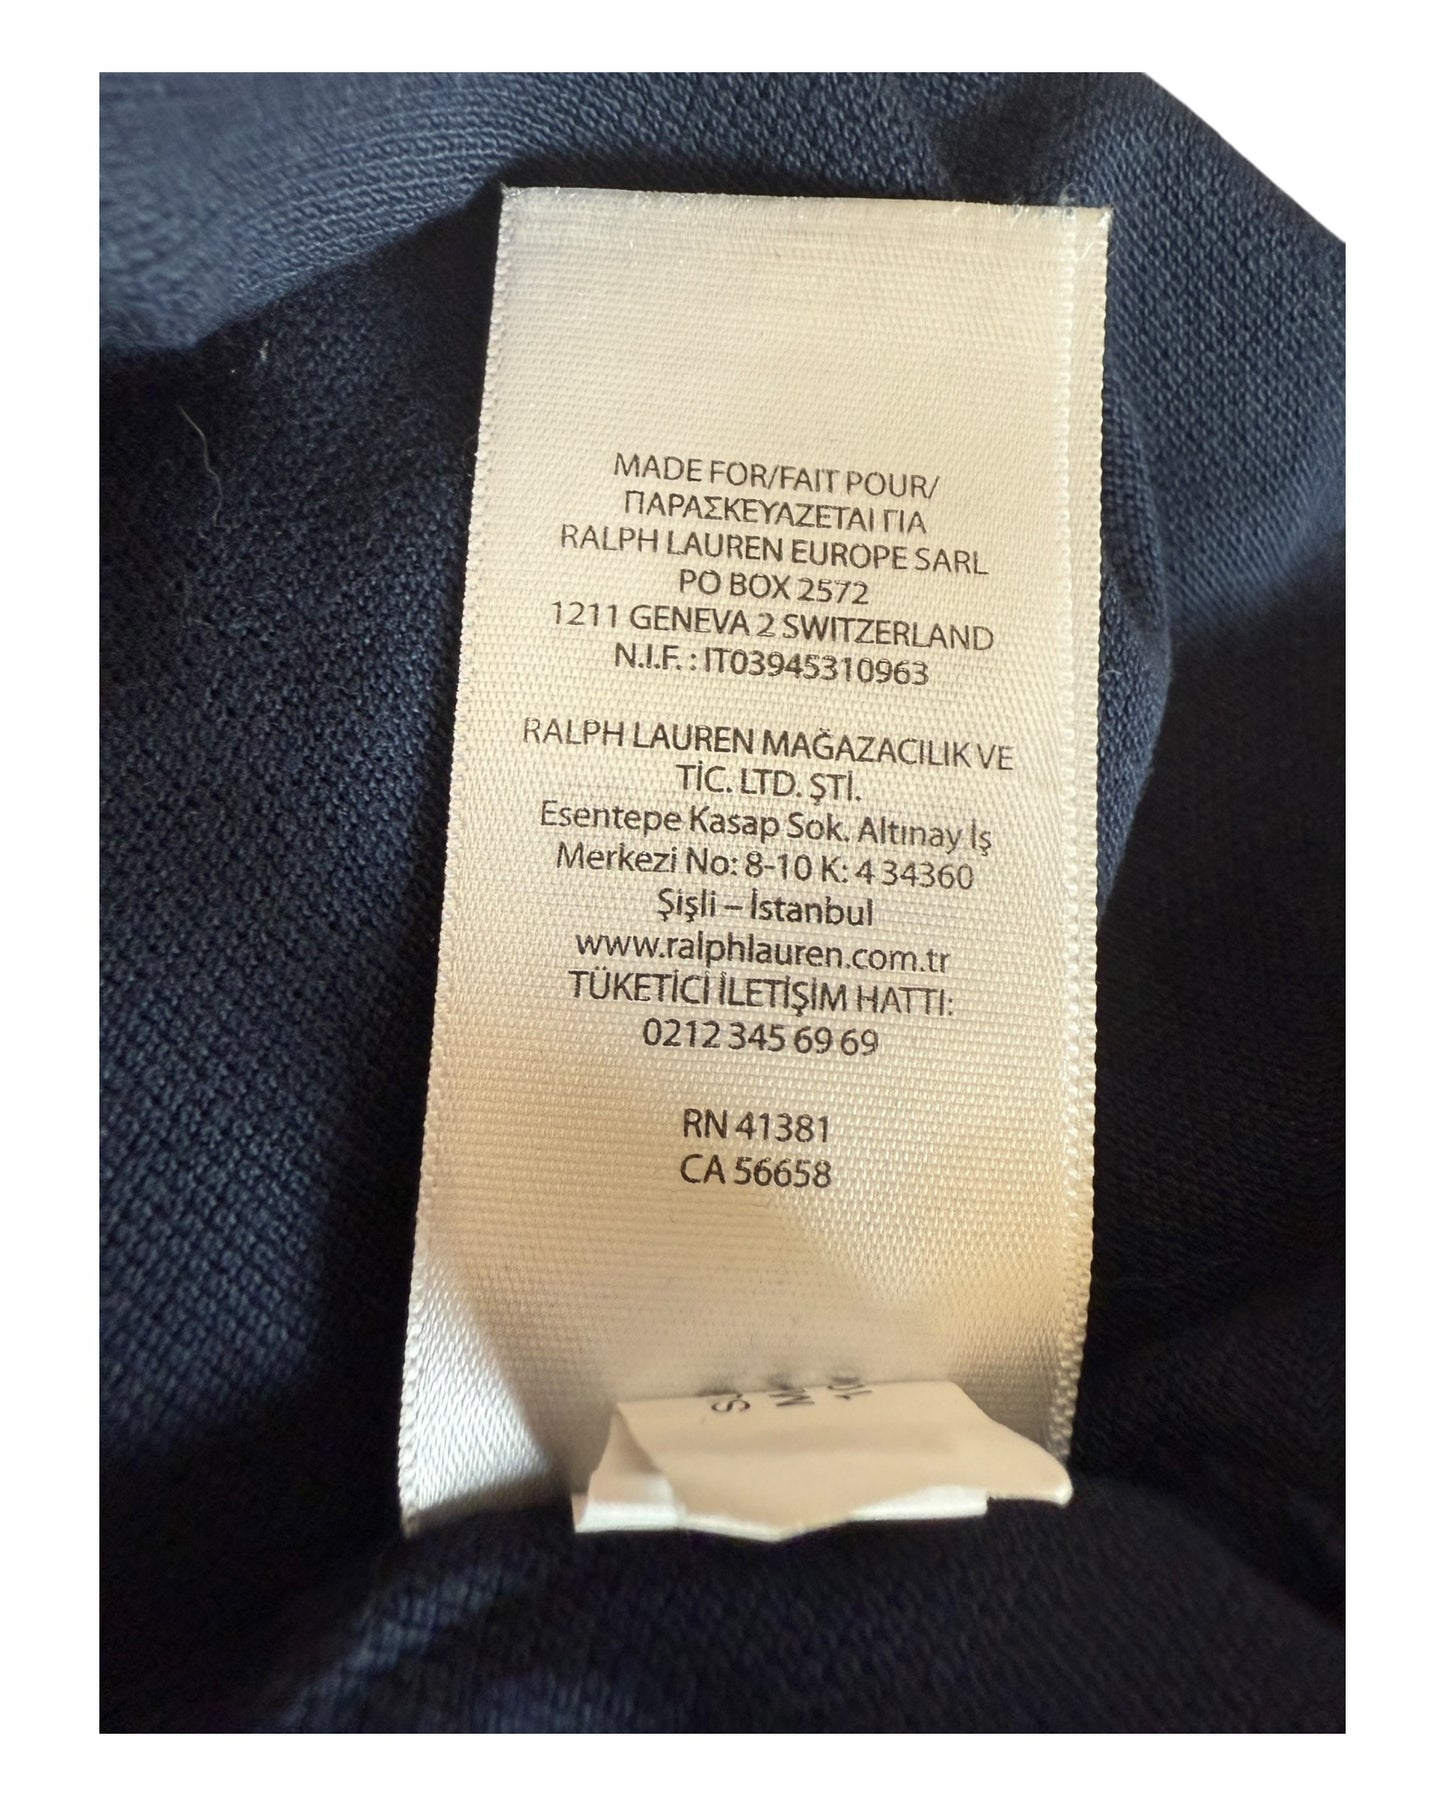 MADE FOR/FAIT POUR/
ΠΑΡΑΣΚΕΥΑΖΕΤΑΙ ΓΙΑ
RALPH LAUREN EUROPE SARL
PO BOX 2572
1211 GENEVA 2 SWITZERLAND
N.I.F. : IT03945310963
RALPH LAUREN MAĞAZACILIK VE
TİC. LTD. ŞTİ.
Esentepe Kasap Sok. Altınay İş
Merkezi No: 8-10 K: 4 34360
Şişli – İstanbul
www.ralphlauren.com.tr
TÜKETİCİ İLETİŞİM HATTI:
0212 345 69 69
RN 41381
CA 56658